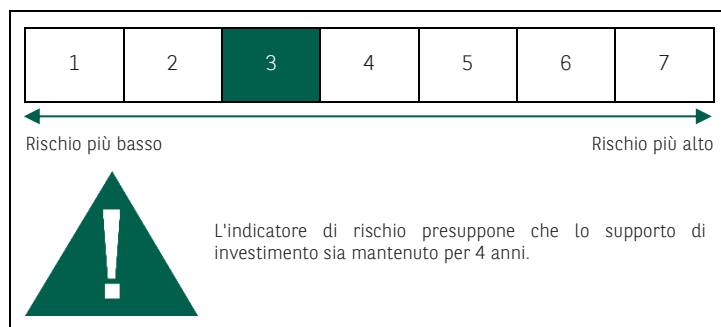 1 2 3 4 5 6 7
Rischio più basso Rischio più alto
!
L'indicatore di rischio presuppone che lo supporto di
investimento sia mantenuto per 4 anni.